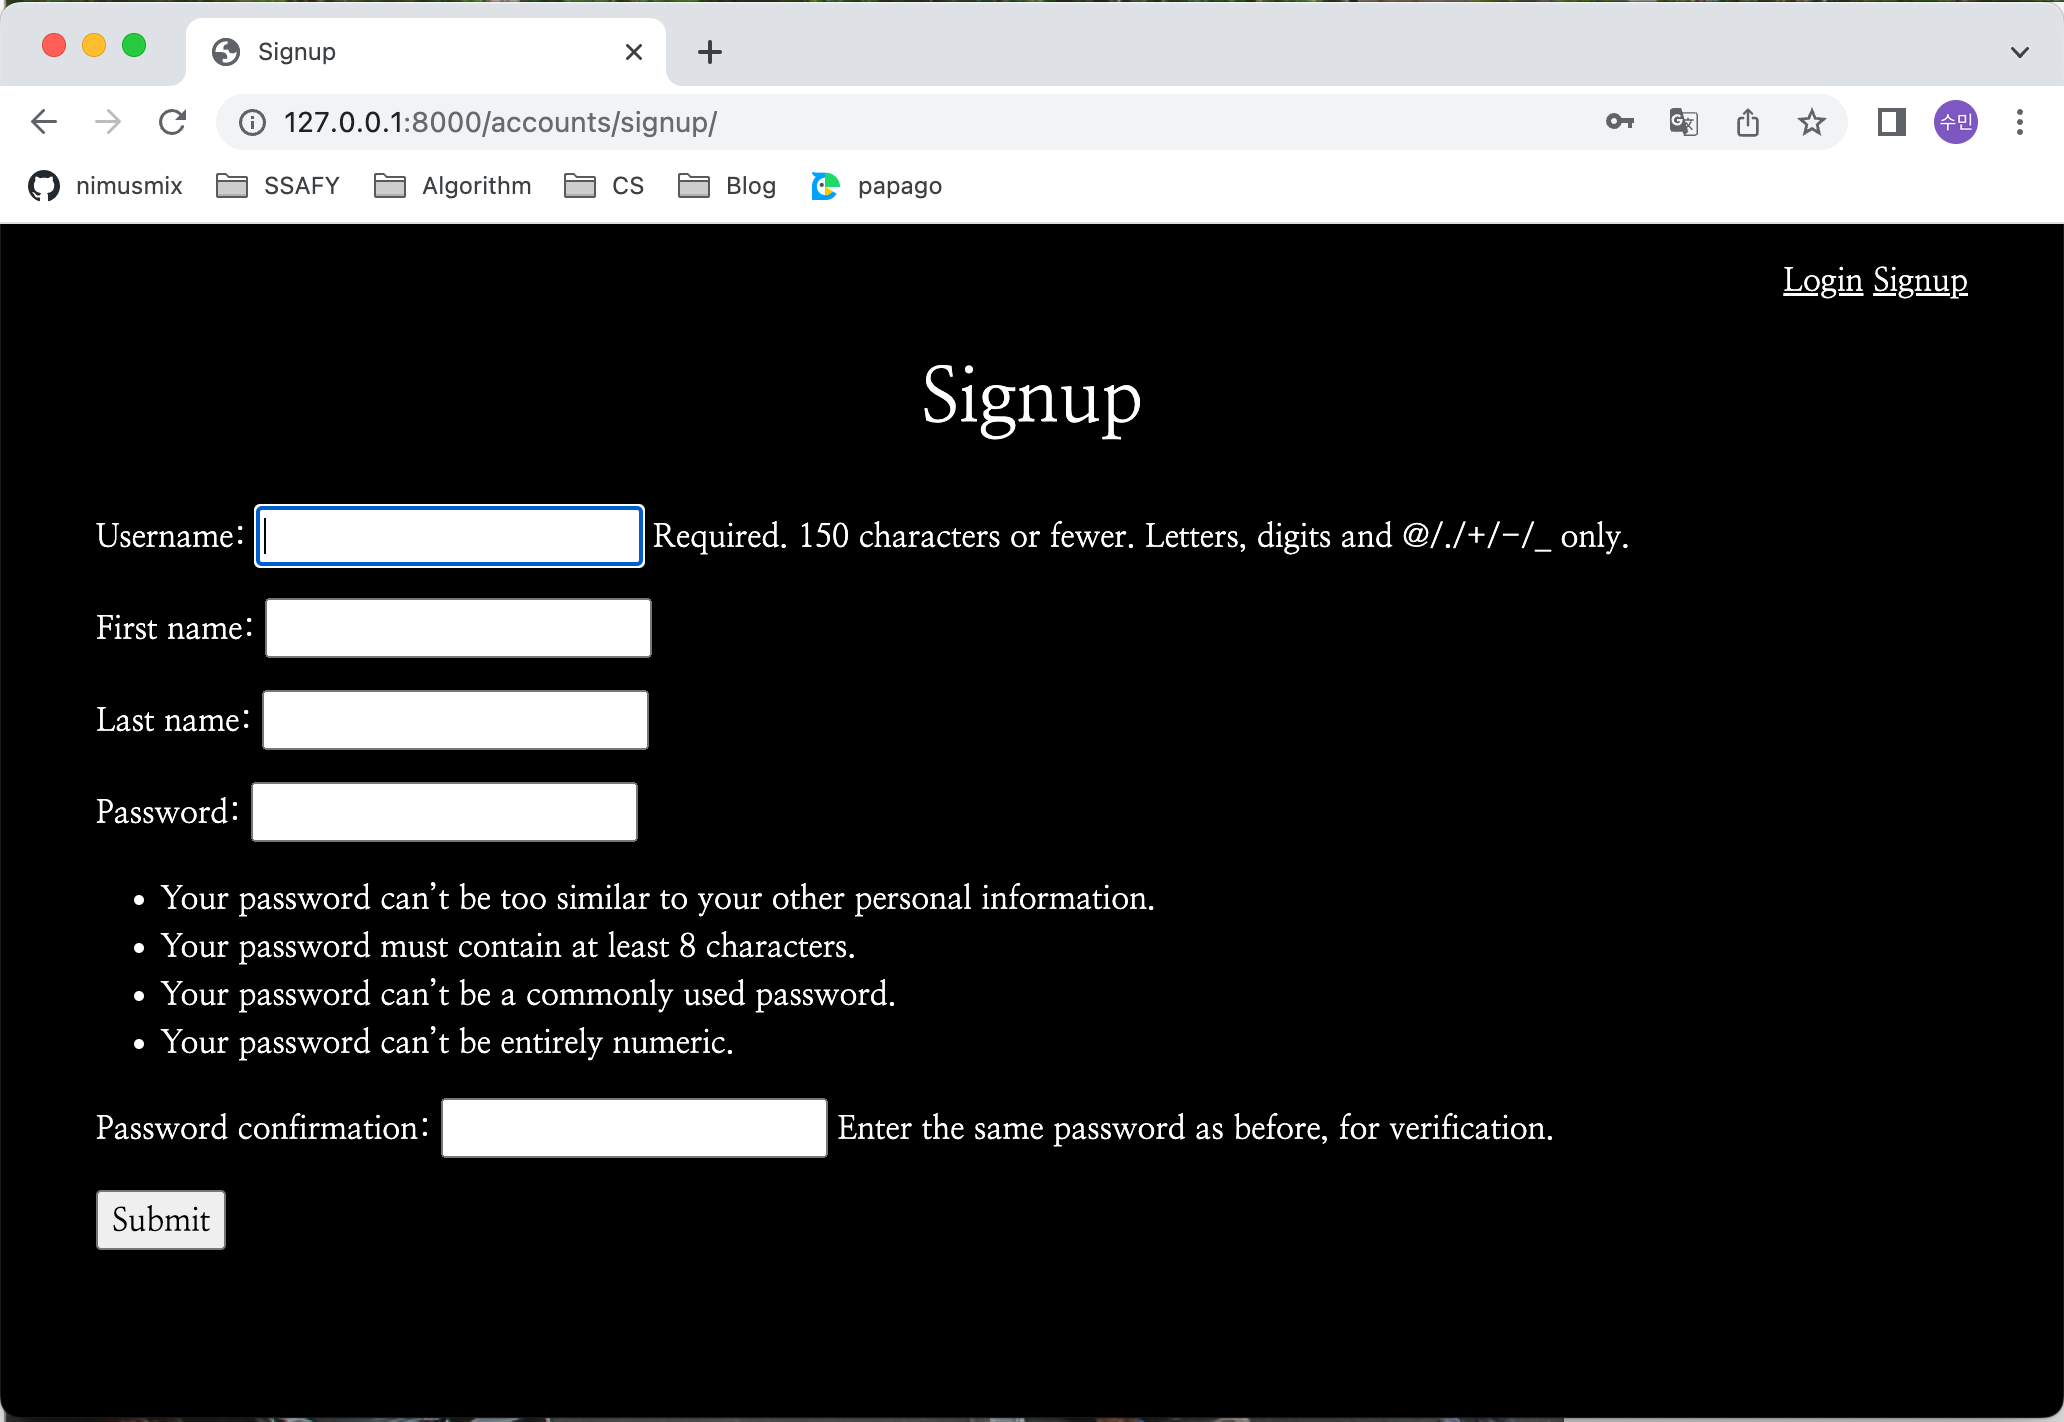 Signup
127.0.0.1:8000/accounts/signup/
수민
nimusmix SSAFY Algorithm CS Blog papago
Login Signup
Signup
Username: Required. 150 characters or fewer. Letters, digits and @/./+/-/_ only.
First name:
Last name:
Password:
• Your password can’t be too similar to your other personal information.
• Your password must contain at least 8 characters.
• Your password can’t be a commonly used password.
• Your password can’t be entirely numeric.
Password confirmation: Enter the same password as before, for verification.
Submit